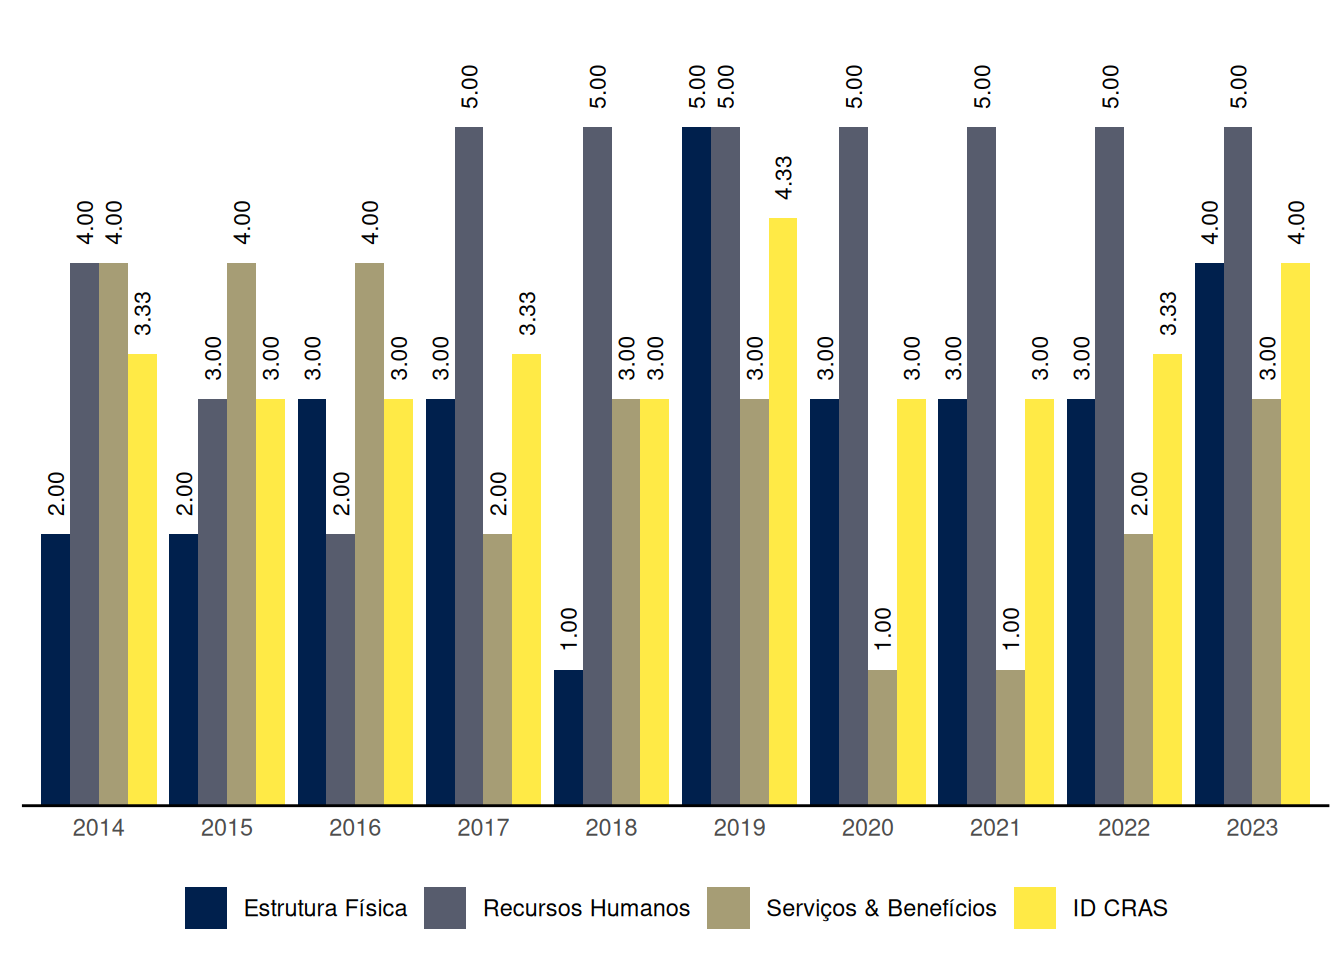 5.00 5.00 5.00 5.00 5.00 5.00 5.00 5.00
4.33
4.00 4.00 4.00 4.00 4.00 4.00
3.33 3.33 3.33
3.00 3.00 3.00 3.00 3.00 3.00 3.00 3.00 3.00 3.00 3.00 3.00 3.00 3.00
2.00 2.00 2.00 2.00 2.00
1.00 1.00 1.00
2014 2015 2016 2017 2018 2019 2020 2021 2022 2023
Estrutura Física Recursos Humanos Serviços & Benefícios ID CRAS